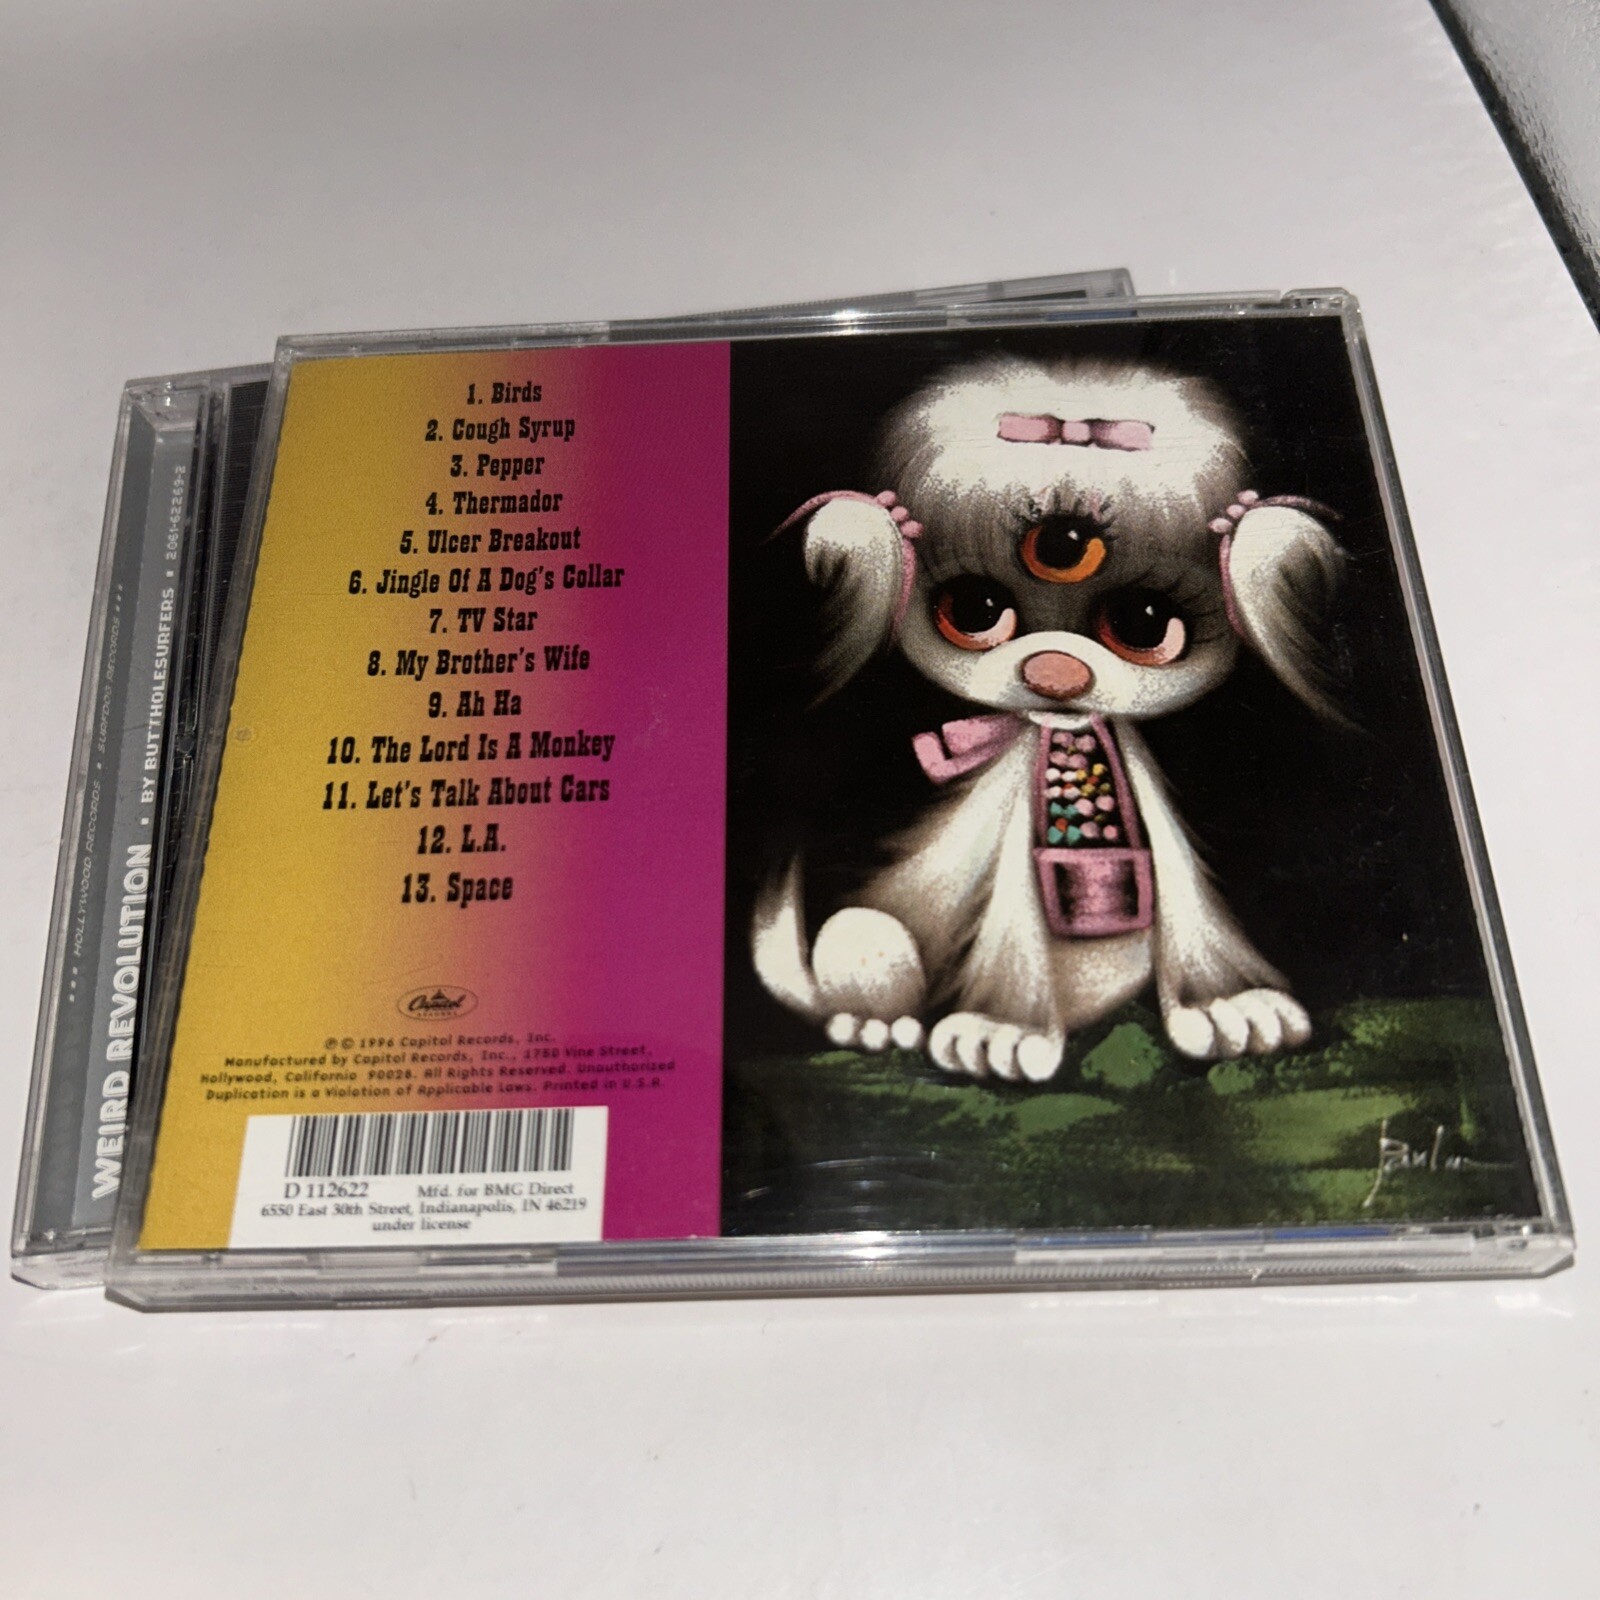 1. Birds
2. Cough Syrup
3. Pepper
4. Thermador
5. Ulcer Breakout
6. Jingle Of A Dog's Collar
7. TV Star
8. My Brother's Wife
9. Ah Ha
10. The Lord Is A Monkey
11. Let's Talk About Cars
12. L.A.
13. Space
Capitol
RECORDS
℗ © 1996 Capitol Records, Inc.
Manufactured by Capitol Records, Inc., 1750 Vine Street,
Hollywood, California 90028. All Rights Reserved. Unauthorized
Duplication is a Violation of Applicable Laws. Printed in U.S.A.
D 112622 Mfd. for BMG Direct
6550 East 30th Street, Indianapolis, IN 46219
under license
••• HOLLYWOOD RECORDS • SURFDOG RECORDS •••
WEIRD REVOLUTION • BY BUTTHOLESURFERS ■ 2061-62269-2